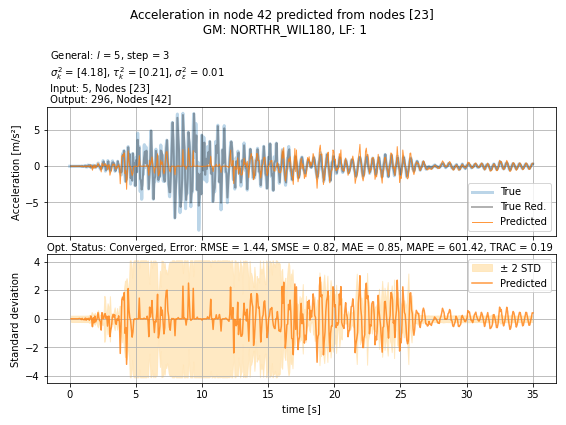 Acceleration in node 42 predicted from nodes [23]
GM: NORTHR_WIL180, LF: 1
General: l = 5, step = 3
σ²ₖ = [4.18], τ²ₖ = [0.21], σ²ₑ = 0.01
Input: 5, Nodes [23]
Output: 296, Nodes [42]
Acceleration [m/s²]
5
0
−5
True
True Red.
Predicted
Opt. Status: Converged, Error: RMSE = 1.44, SMSE = 0.82, MAE = 0.85, MAPE = 601.42, TRAC = 0.19
Standard deviation
4
2
0
−2
−4
± 2 STD
Predicted
0 5 10 15 20 25 30 35
time [s]